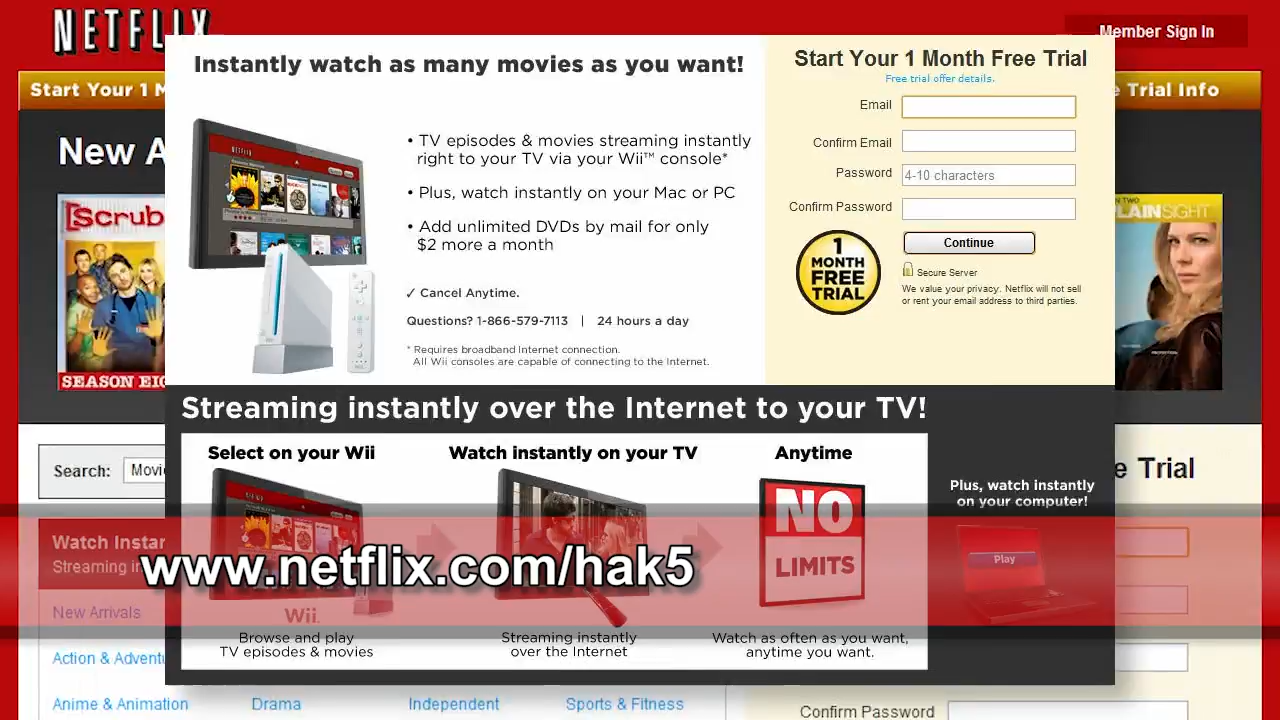 NETFLIX
Member Sign In
Start Your 1 M
e Trial Info
New A
Instantly watch as many movies as you want!
• TV episodes & movies streaming instantly
right to your TV via your Wii™ console*
• Plus, watch instantly on your Mac or PC
• Add unlimited DVDs by mail for only
$2 more a month
✓ Cancel Anytime.
Questions? 1-866-579-7113 | 24 hours a day
* Requires broadband Internet connection.
All Wii consoles are capable of connecting to the Internet.
Start Your 1 Month Free Trial
Free trial offer details.
Email
Confirm Email
Password
4-10 characters
Confirm Password
Continue
1
MONTH
FREE
TRIAL
Secure Server
We value your privacy. Netflix will not sell
or rent your email address to third parties.
[Scrub
SEASON EIG
PLAINSIGHT
Streaming instantly over the Internet to your TV!
Select on your Wii
Watch instantly on your TV
Anytime
NO
LIMITS
Plus, watch instantly
on your computer!
Play
Wii
Browse and play
TV episodes & movies
Streaming instantly
over the Internet
Watch as often as you want,
anytime you want.
Search:
Movie
e Trial
Watch Instan
Streaming in
www.netflix.com/hak5
New Arrivals
Action & Adventu
Anime & Animation
Drama
Independent
Sports & Fitness
Confirm Password